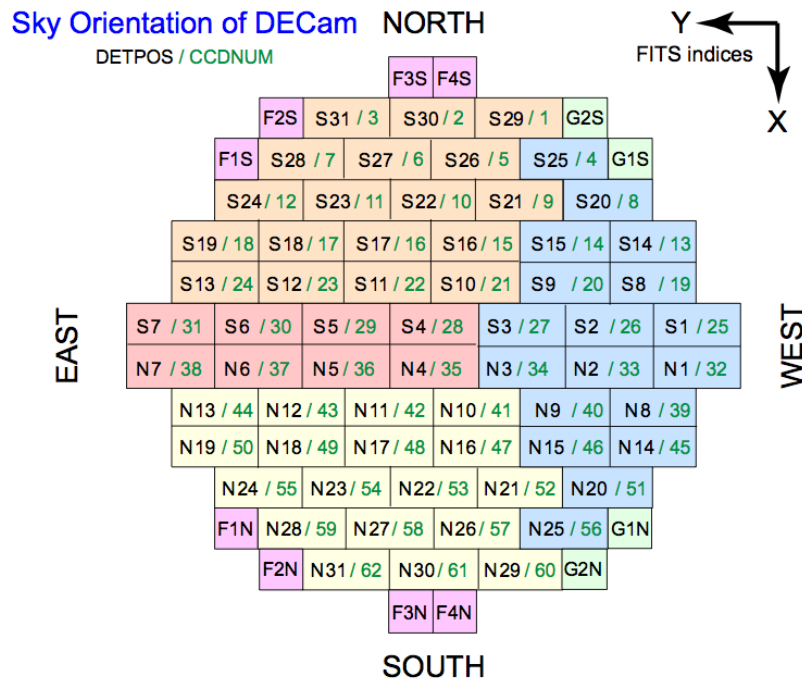 Sky Orientation of DECam NORTH
DETPOS / CCDNUM
Y
FITS indices
X
F3S F4S
F2S S31 / 3 S30 / 2 S29 / 1 G2S
F1S S28 / 7 S27 / 6 S26 / 5 S25 / 4 G1S
S24 / 12 S23 / 11 S22 / 10 S21 / 9 S20 / 8
S19 / 18 S18 / 17 S17 / 16 S16 / 15 S15 / 14 S14 / 13
S13 / 24 S12 / 23 S11 / 22 S10 / 21 S9 / 20 S8 / 19
S7 / 31 S6 / 30 S5 / 29 S4 / 28 S3 / 27 S2 / 26 S1 / 25
EAST
WEST
N7 / 38 N6 / 37 N5 / 36 N4 / 35 N3 / 34 N2 / 33 N1 / 32
N13 / 44 N12 / 43 N11 / 42 N10 / 41 N9 / 40 N8 / 39
N19 / 50 N18 / 49 N17 / 48 N16 / 47 N15 / 46 N14 / 45
N24 / 55 N23 / 54 N22 / 53 N21 / 52 N20 / 51
F1N N28 / 59 N27 / 58 N26 / 57 N25 / 56 G1N
F2N N31 / 62 N30 / 61 N29 / 60 G2N
F3N F4N
SOUTH